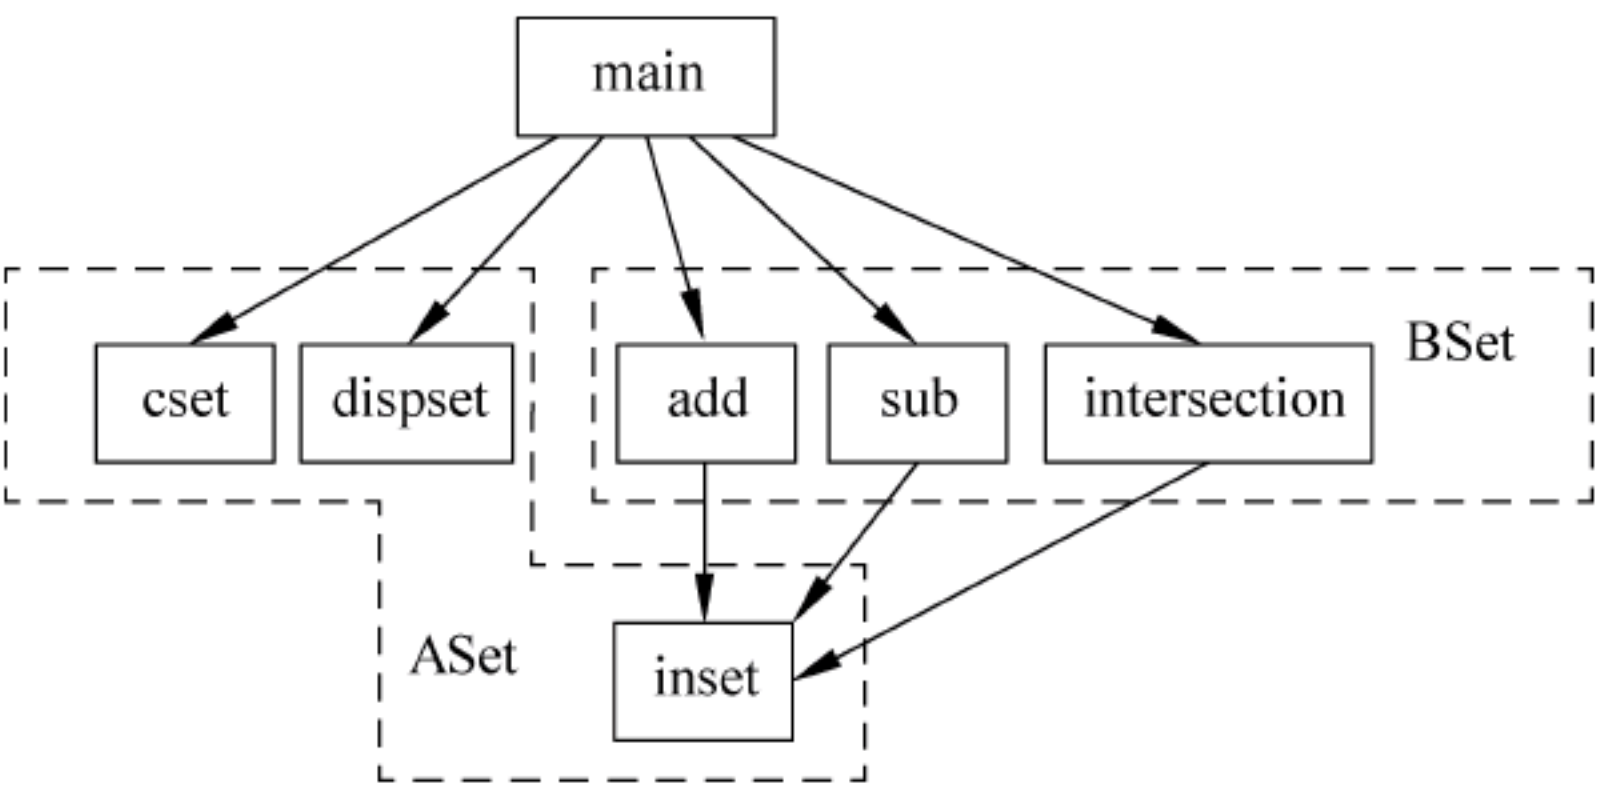 main
BSet
cset
dispset
add
sub
intersection
ASet
inset